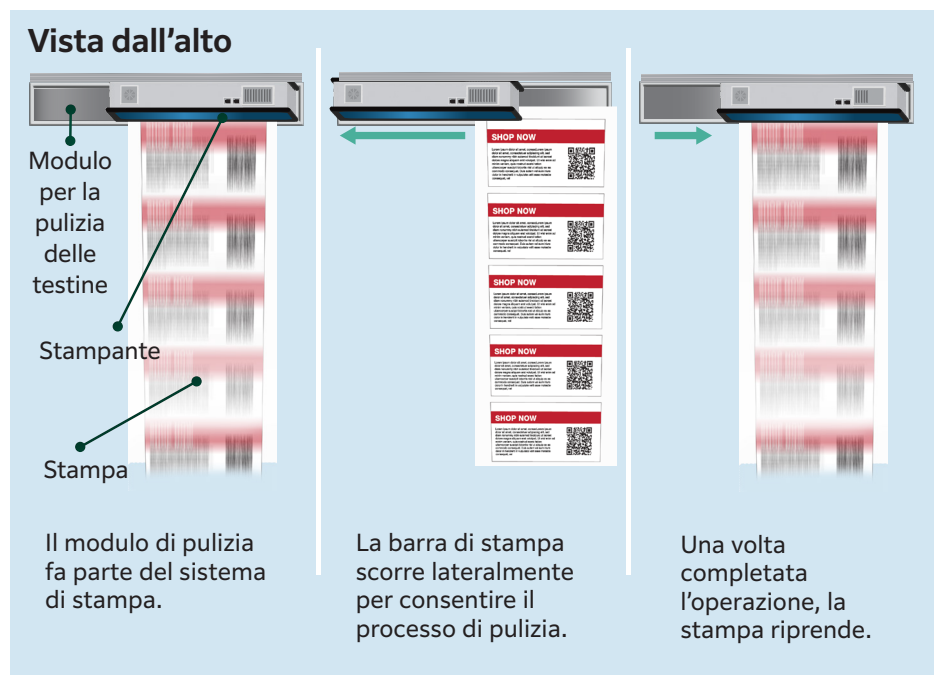 Vista dall'alto
Modulo
per la
pulizia
delle
testine
Stampante
Stampa
SHOP NOW
SHOP NOW
SHOP NOW
SHOP NOW
SHOP NOW
Il modulo di pulizia
fa parte del sistema
di stampa.
La barra di stampa
scorre lateralmente
per consentire il
processo di pulizia.
Una volta
completata
l'operazione, la
stampa riprende.